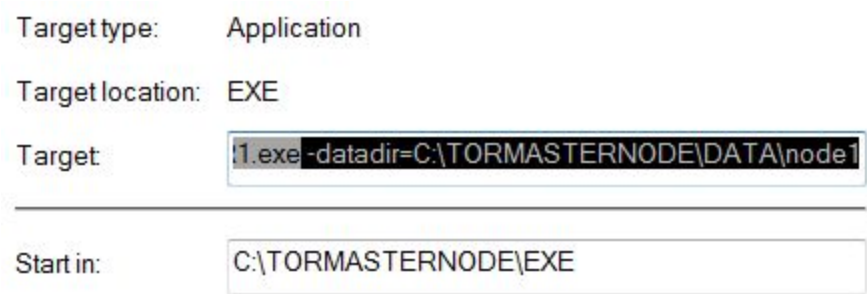 Target type: Application
Target location: EXE
Target: 1.exe -datadir=C:\TORMASTERNODE\DATA\node1
Start in: C:\TORMASTERNODE\EXE